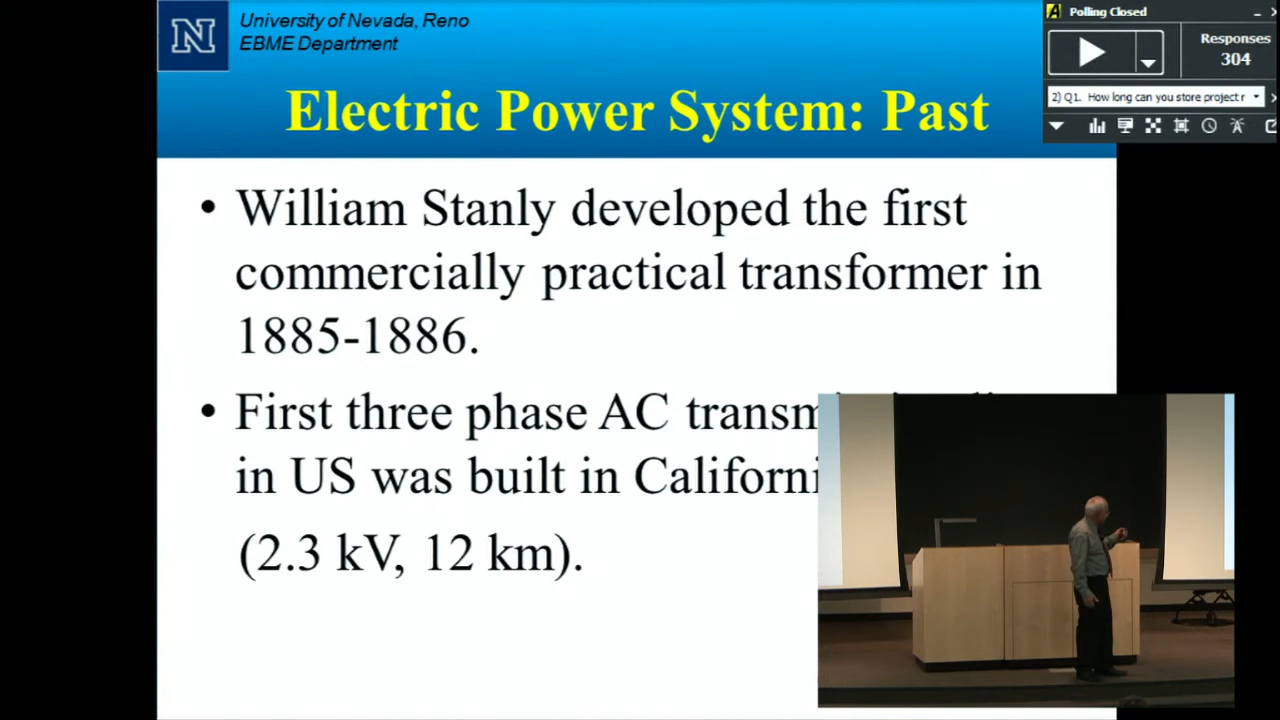 University of Nevada, Reno
EBME Department
Polling Closed
Responses
304
2) Q1. How long can you store project r
Electric Power System: Past
• William Stanly developed the first
commercially practical transformer in
1885-1886.
• First three phase AC
in US was built in
(2.3 kV, 12 km).